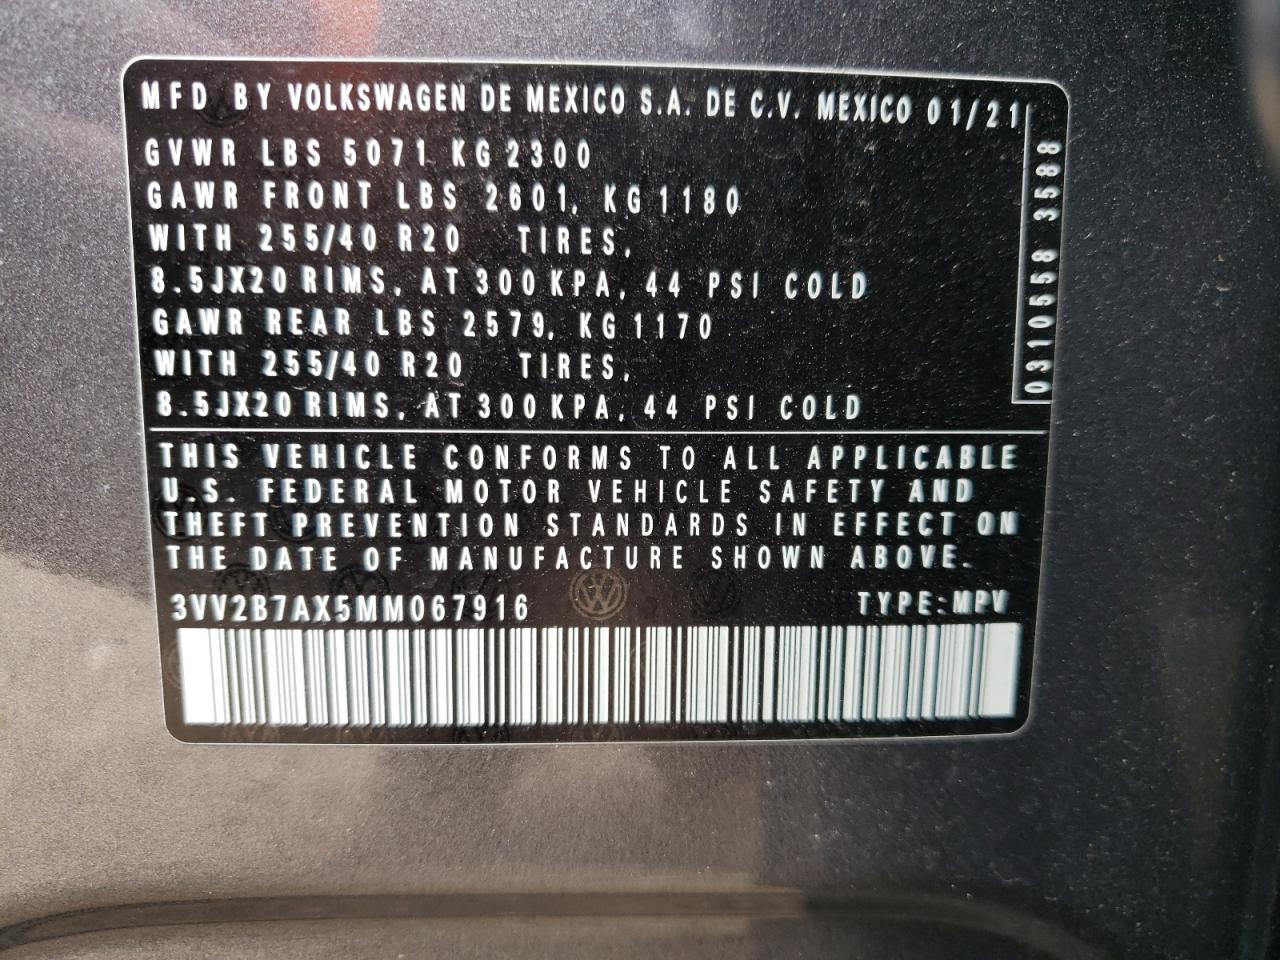 MFD BY VOLKSWAGEN DE MEXICO S.A. DE C.V. MEXICO 01/21
GVWR LBS 5071 KG 2300
GAWR FRONT LBS 2601, KG 1180
WITH 255/40 R20 TIRES,
8.5JX20 RIMS, AT 300 KPA, 44 PSI COLD
GAWR REAR LBS 2579, KG 1170
WITH 255/40 R20 TIRES,
8.5JX20 RIMS, AT 300 KPA, 44 PSI COLD
0310558 3588
THIS VEHICLE CONFORMS TO ALL APPLICABLE
U.S. FEDERAL MOTOR VEHICLE SAFETY AND
THEFT PREVENTION STANDARDS IN EFFECT ON
THE DATE OF MANUFACTURE SHOWN ABOVE.
3VV2B7AX5MM067916 TYPE:MPV